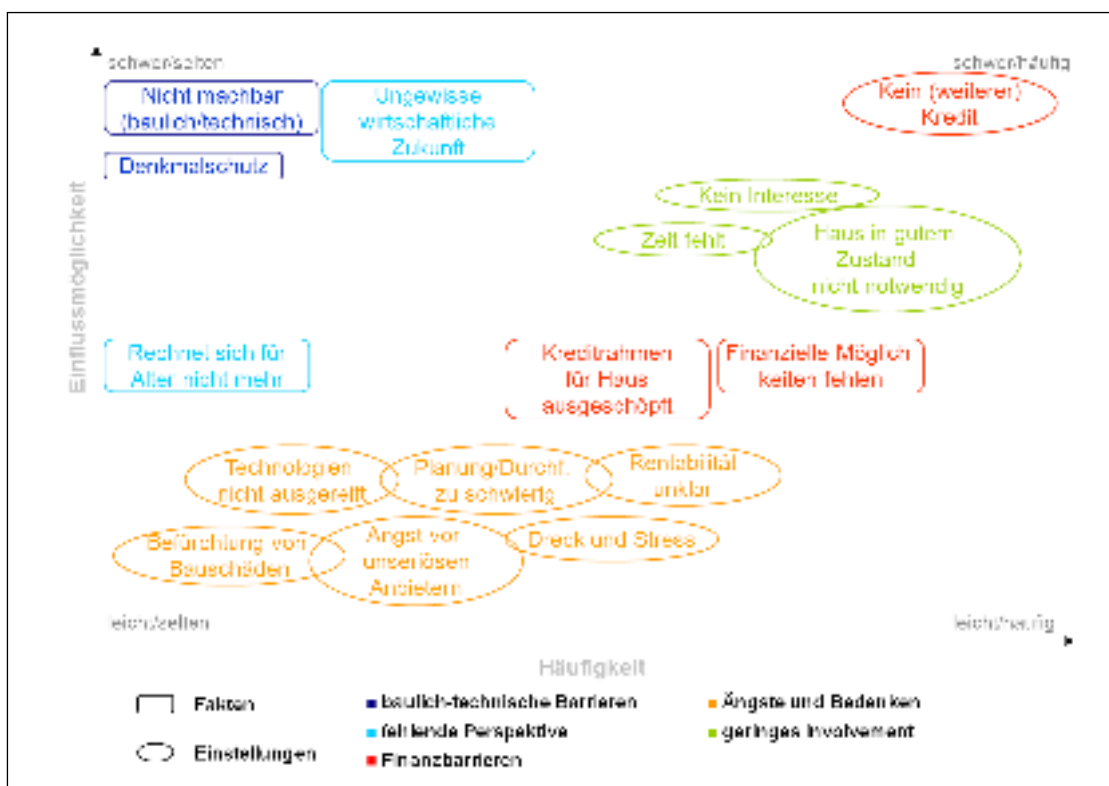 schwer/selten
schwer/häufig
Nicht machbar
(baulich/technisch)
Ungewisse
wirtschaftliche
Zukunft
Kein (weiterer)
Kredit
Denkmalschutz
Kein Interesse
Zeit fehlt
Haus in gutem
Zustand
nicht notwendig
Einflussmöglichkeit
Rechnet sich für
Alter nicht mehr
Kreditrahmen
für Haus
ausgeschöpft
Finanzielle Möglich
keiten fehlen
Technologien
nicht ausgereift
Planung/Durchf.
zu schwierig
Rentabilität
unklar
Befürchtung von
Bauschäden
Angst vor
unseriösen
Anbietern
Dreck und Stress
leicht/selten
leicht/häufig
Häufigkeit
Fakten
baulich-technische Barrieren
Ängste und Bedenken
fehlende Perspektive
geringes Involvement
Einstellungen
Finanzbarrieren